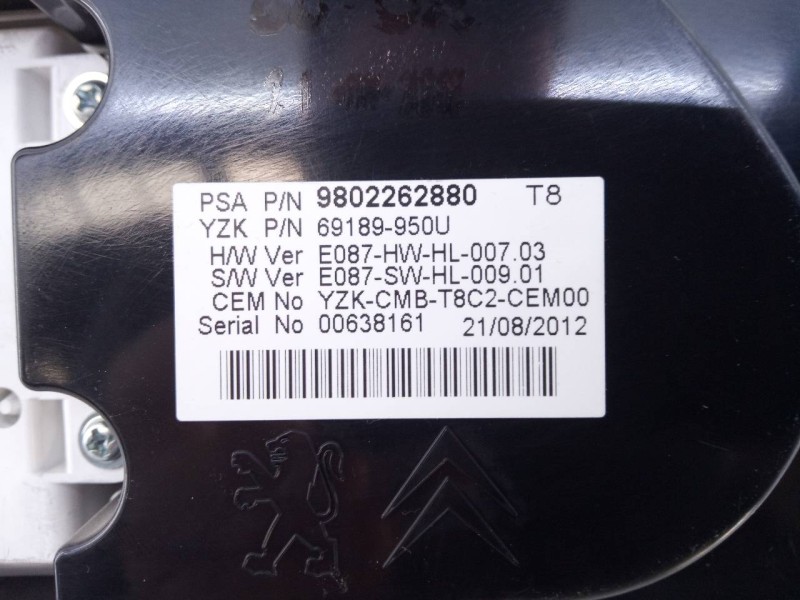 PSA P/N 9802262880 T8
YZK P/N 69189-950U
H/W Ver E087-HW-HL-007.03
S/W Ver E087-SW-HL-009.01
CEM No YZK-CMB-T8C2-CEM00
Serial No 00638161 21/08/2012